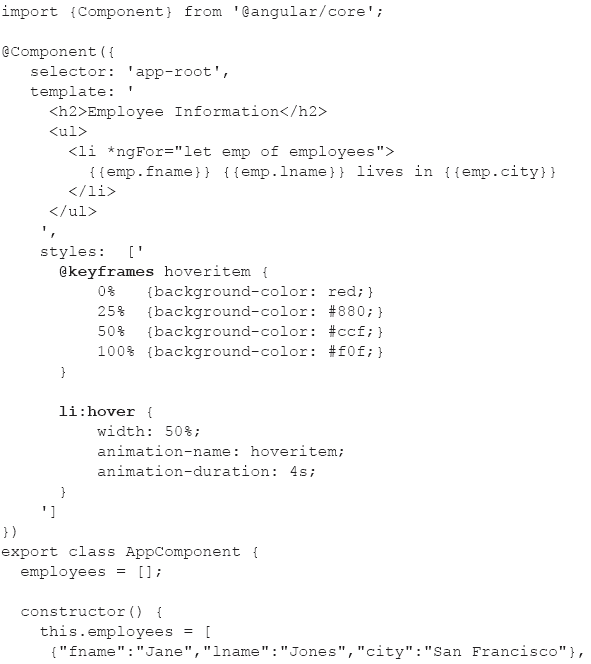 import {Component} from '@angular/core';

@Component({
   selector: 'app-root',
   template: '
     <h2>Employee Information</h2>
     <ul>
       <li *ngFor="let emp of employees">
         {{emp.fname}} {{emp.lname}} lives in {{emp.city}}
       </li>
     </ul>
    ',
    styles:  ['
      @keyframes hoveritem {
          0%   {background-color: red;}
          25%  {background-color: #880;}
          50%  {background-color: #ccf;}
          100% {background-color: #f0f;}
      }

      li:hover {
          width: 50%;
          animation-name: hoveritem;
          animation-duration: 4s;
      }
    ']
})
export class AppComponent {
  employees = [];

  constructor() {
    this.employees = [
     {"fname":"Jane","lname":"Jones","city":"San Francisco"},